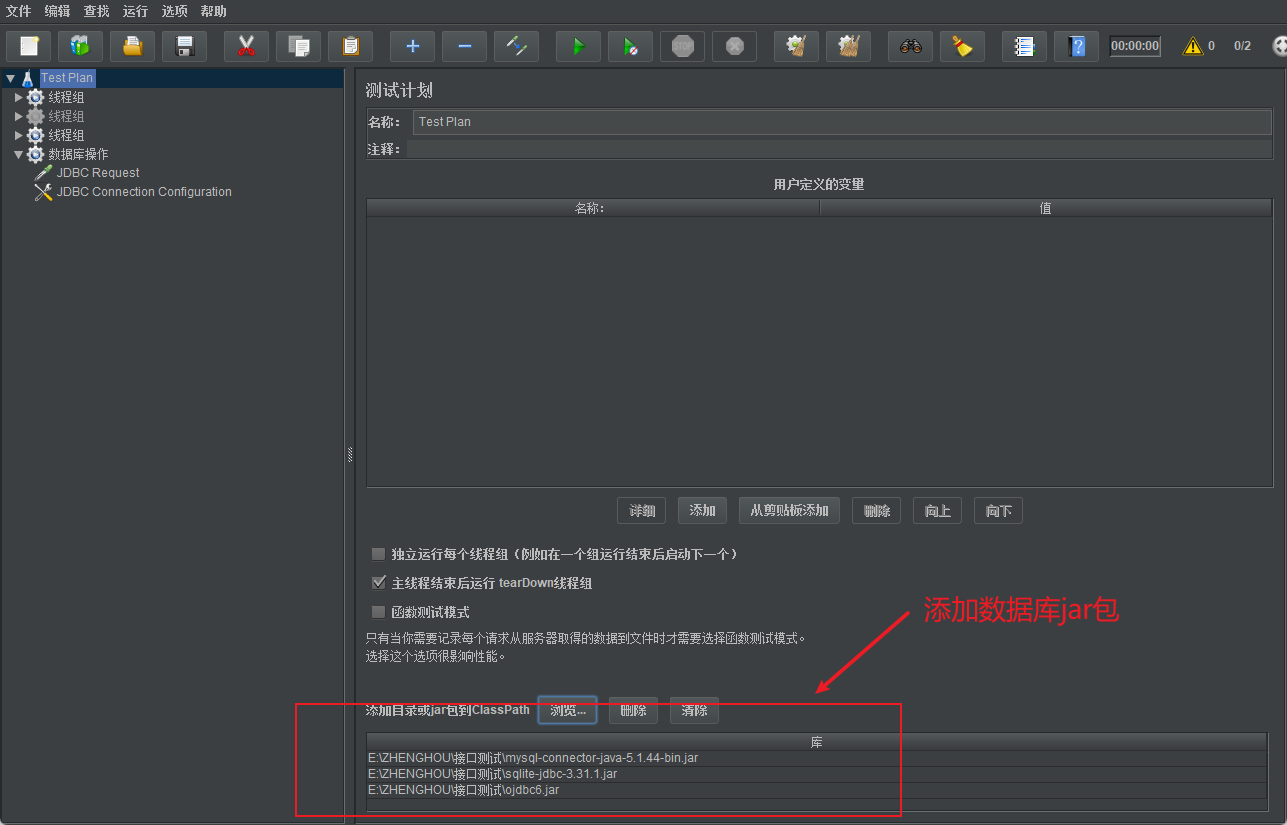 文件 编辑 查找 运行 选项 帮助
STOP 00:00:00 0 0/2
Test Plan
线程组
线程组
线程组
数据库操作
JDBC Request
JDBC Connection Configuration
测试计划
名称： Test Plan
注释：
用户定义的变量
名称： 值
详细 添加 从剪贴板添加 删除 向上 向下
独立运行每个线程组（例如在一个组运行结束后启动下一个）
主线程结束后运行 tearDown线程组
函数测试模式
只有当你需要记录每个请求从服务器取得的数据到文件时才需要选择函数测试模式。
选择这个选项很影响性能。
添加数据库jar包
添加目录或jar包到ClassPath 浏览... 删除 清除
库
E:\ZHENGHOU\接口测试\mysql-connector-java-5.1.44-bin.jar
E:\ZHENGHOU\接口测试\sqlite-jdbc-3.31.1.jar
E:\ZHENGHOU\接口测试\ojdbc6.jar